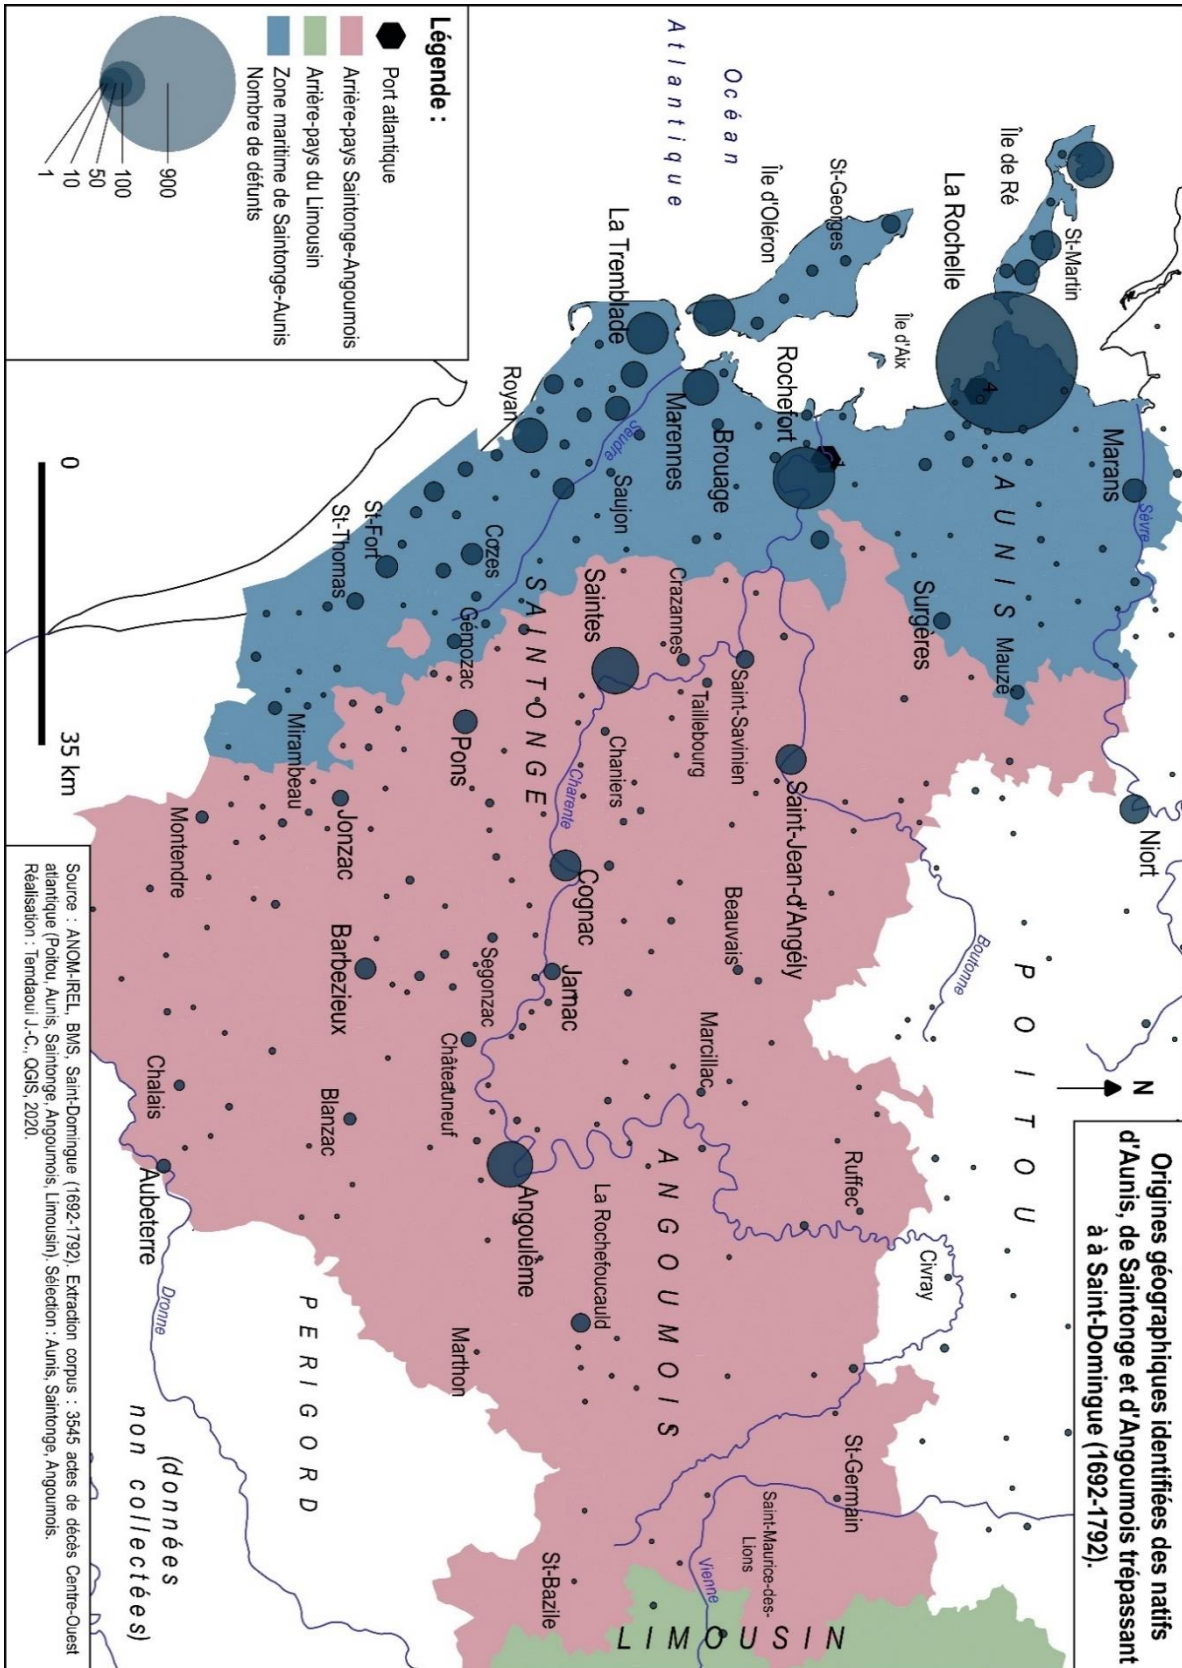 Origines géographiques identifiées des natifs
d'Aunis, de Saintonge et d'Angoumois trépassant
à à Saint-Domingue (1692-1792).
N
Légende :
Port atlantique
Arrière-pays Saintonge-Angoumois
Arrière-pays du Limousin
Zone maritime de Saintonge-Aunis
Nombre de défunts
900
100
50
10
1
Océan
Atlantique
Île de Ré
St-Martin
La Rochelle
Île d'Aix
St-Georges
Île d'Oléron
La Tremblade
Rochefort
Marans
Sèvre
AUNIS
Surgères
Mauze
Niort
POITOU
Boutonne
Brouage
Marennes
Seudre
Saujon
Royan
Cozes
St-Fort
St-Thomas
Gémozac
Mirambeau
SAINTONGE
Saintes
Crazannes
Saint-Savinien
Taillebourg
Saint-Jean-d'Angély
Chaniers
Charente
Pons
Jonzac
Montendre
Cognac
Beauvais
Jarnac
Segonzac
Barbezieux
Châteauneuf
Marcillac
Ruffec
Civray
ANGOUMOIS
Angoulême
La Rochefoucauld
Blanzac
Chalais
Aubeterre
Dronne
Marthon
PERIGORD
(données
non collectées)
St-Germain
Saint-Maurice-des-
Lions
Vienne
St-Bazile
LIMOUSIN
0
35 km
Source : ANOM-IREL, BMS, Saint-Domingue (1692-1792). Extraction corpus : 3545 actes de décès Centre-Ouest
atlantique (Poitou, Aunis, Saintonge, Angoumois, Limousin). Sélection : Aunis, Saintonge, Angoumois.
Réalisation : Temdaoui J.-C., QGIS, 2020.